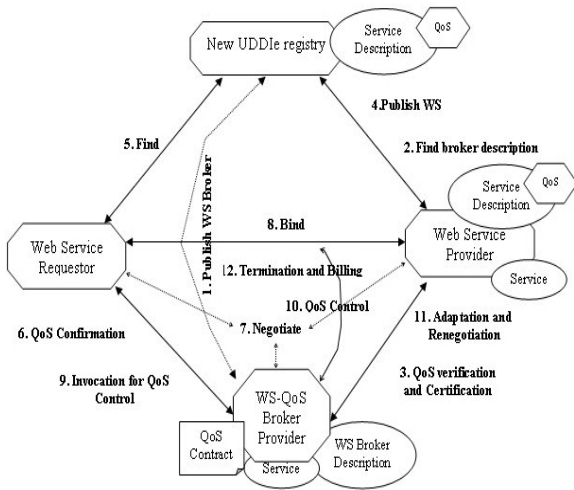 New UDDIe registry
Service
Description
QoS
4.Publish WS
5. Find
2. Find broker description
1. Publish WS Broker
Service
Description
QoS
8. Bind
Web Service
Requestor
Web Service
Provider
Service
12. Termination and Billing
10. QoS Control
6. QoS Confirmation
7. Negotiate
11. Adaptation and
Renegotiation
9. Invocation for QoS
Control
3. QoS verification
and Certification
WS-QoS
Broker
Provider
QoS
Contract
Service
WS Broker
Description